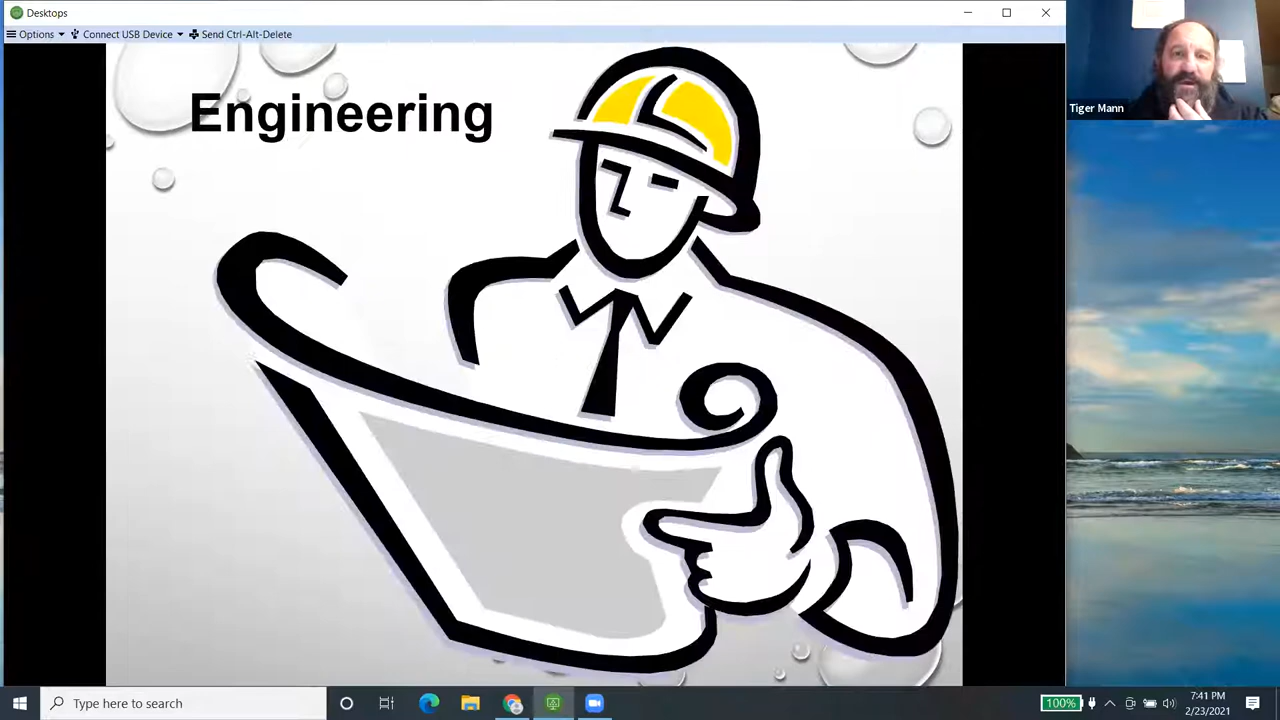 Desktops
Options
Connect USB Device
Send Ctrl-Alt-Delete
Engineering
Tiger Mann
Type here to search
100%
7:41 PM
2/23/2021